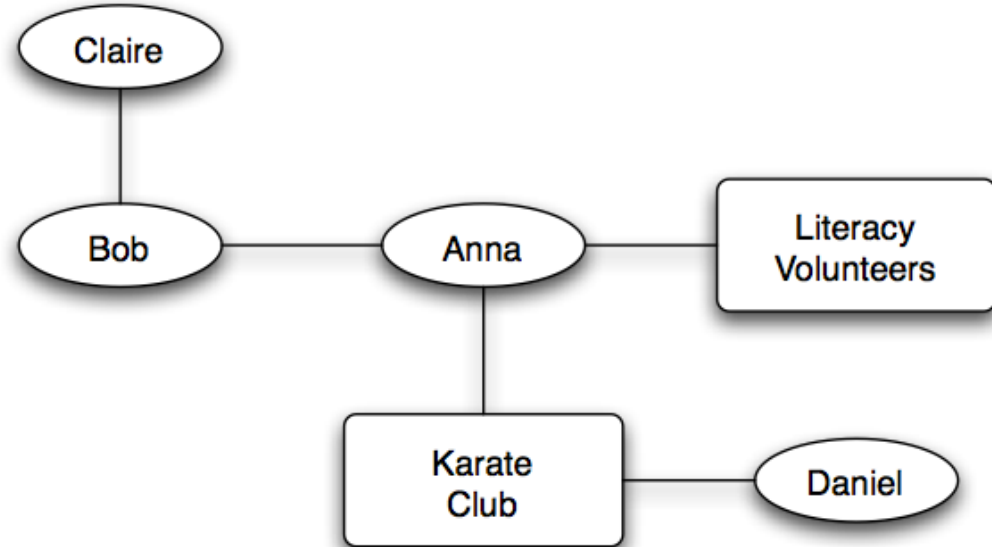 Claire
Bob
Anna
Literacy
Volunteers
Karate
Club
Daniel